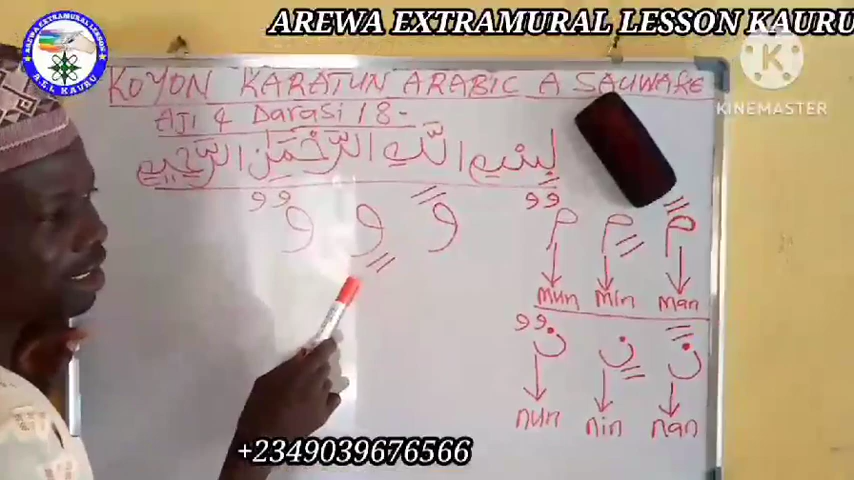 AREWA EXTRAMURAL LESSON KAURU
A.E.L KAURU
KINEMASTER
KOYON KARATUN ARABIC A SAUWAKE
AJI 4 Darasi 18-
بِسْمِ اللَّهِ الرَّحْمَٰنِ الرَّحِيمِ
مً مٍ مٌ
man min mun
وً وٍ وٌ
نً نٍ نٌ
nan nin nun
+2349039676566